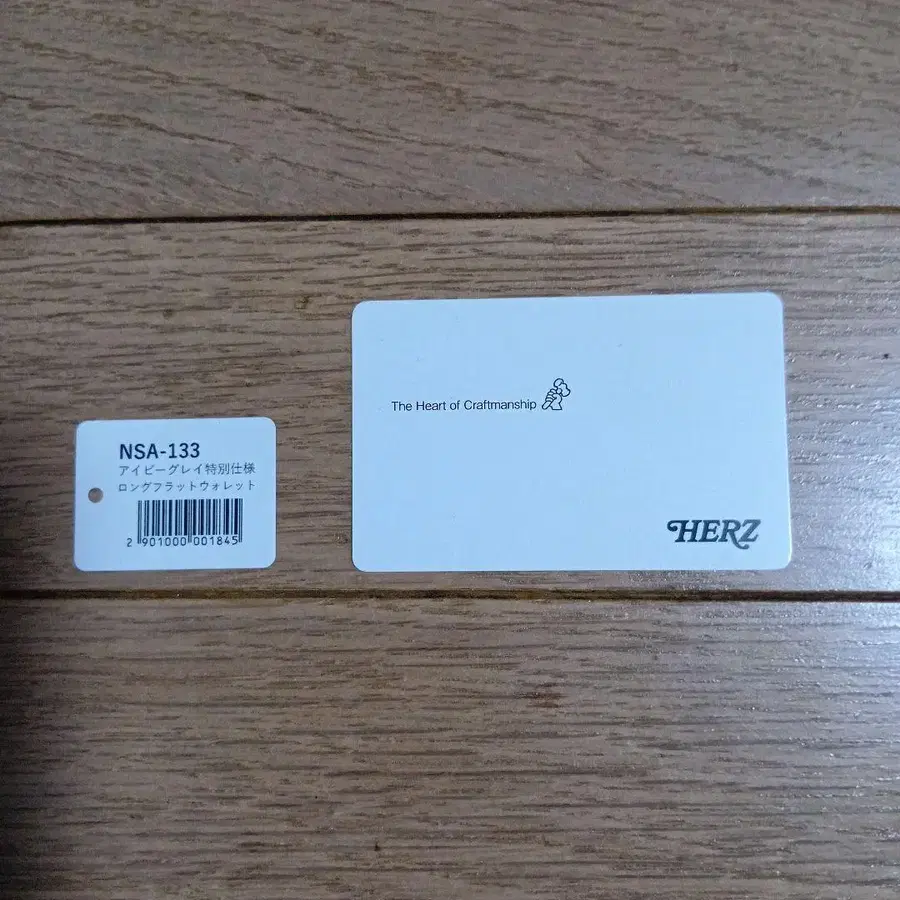 NSA-133
アイビーグレイ特別仕様
ロングフラットウォレット
2 901000 001845
The Heart of Craftmanship
HERZ